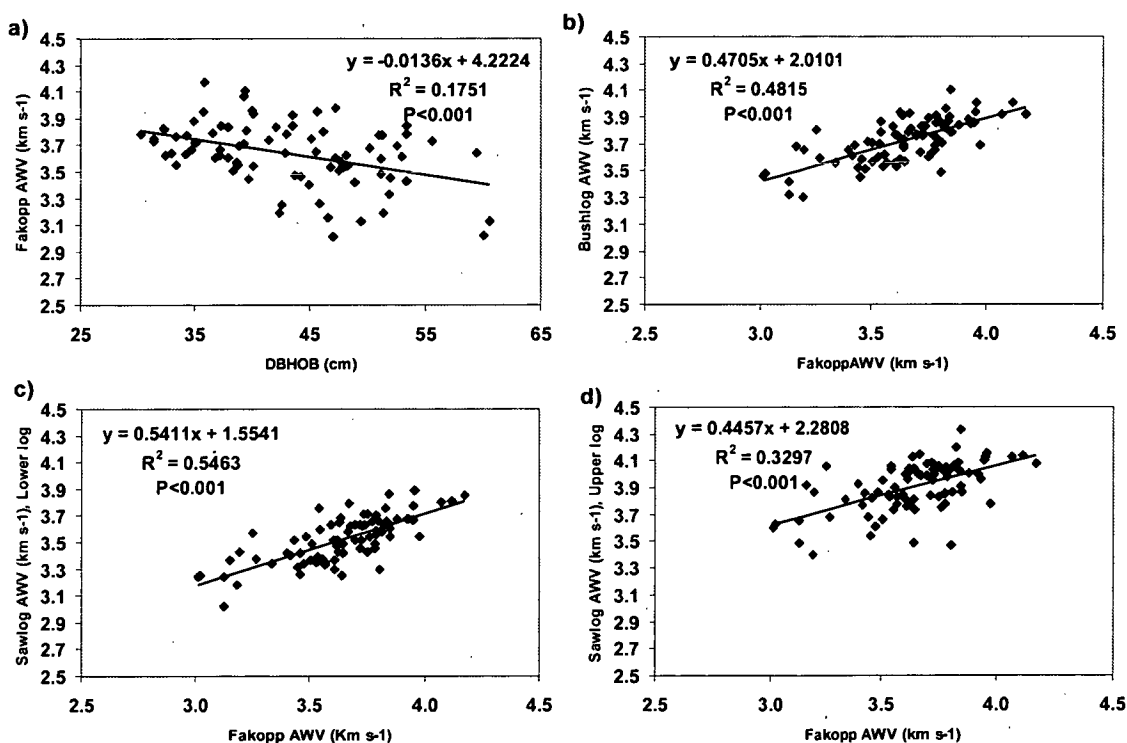 a)
y = -0.0136x + 4.2224
R² = 0.1751
P<0.001
4.5
4.3
4.1
3.9
3.7
3.5
3.3
3.1
2.9
2.7
2.5
Fakopp AWV (km s-1)
25 35 45 55 65
DBHOB (cm)
b)
y = 0.4705x + 2.0101
R² = 0.4815
P<0.001
4.5
4.3
4.1
3.9
3.7
3.5
3.3
3.1
2.9
2.7
2.5
Bushlog AWV (km s-1)
2.5 3.0 3.5 4.0 4.5
FakoppAWV (km s-1)
c)
y = 0.5411x + 1.5541
R² = 0.5463
P<0.001
4.5
4.3
4.1
3.9
3.7
3.5
3.3
3.1
2.9
2.7
2.5
Sawlog AWV (km s-1), Lower log
2.5 3.0 3.5 4.0 4.5
Fakopp AWV (Km s-1)
d)
y = 0.4457x + 2.2808
R² = 0.3297
P<0.001
4.5
4.3
4.1
3.9
3.7
3.5
3.3
3.1
2.9
2.7
2.5
Sawlog AWV (km s-1), Upper log
2.5 3.0 3.5 4.0 4.5
Fakopp AWV (km s-1)